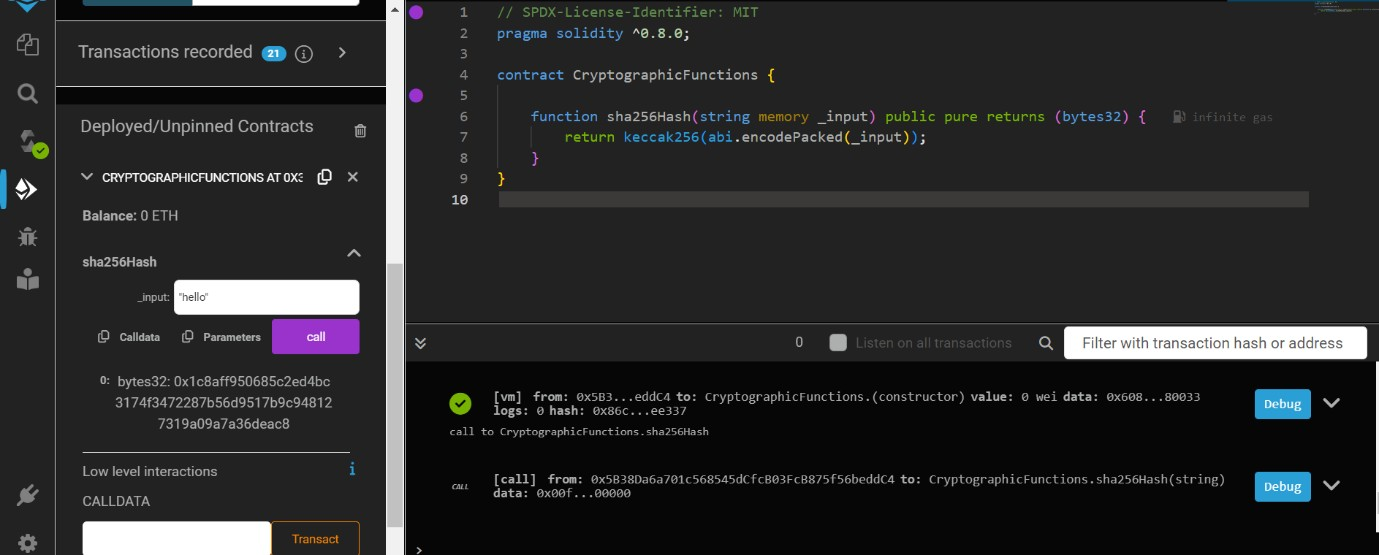 Transactions recorded 21 i
Deployed/Unpinned Contracts
CRYPTOGRAPHICFUNCTIONS AT 0X3
Balance: 0 ETH
sha256Hash
_input: "hello"
Calldata Parameters call
0: bytes32: 0x1c8aff950685c2ed4bc
3174f3472287b56d9517b9c94812
7319a09a7a36deac8
Low level interactions i
CALLDATA
Transact
1 // SPDX-License-Identifier: MIT
2 pragma solidity ^0.8.0;
3
4 contract CryptographicFunctions {
5
6 function sha256Hash(string memory _input) public pure returns (bytes32) { infinite gas
7 return keccak256(abi.encodePacked(_input));
8 }
9 }
10
0 Listen on all transactions Filter with transaction hash or address
[vm] from: 0x5B3...eddC4 to: CryptographicFunctions.(constructor) value: 0 wei data: 0x608...80033
logs: 0 hash: 0x86c...ee337
Debug
call to CryptographicFunctions.sha256Hash
CALL [call] from: 0x5B38Da6a701c568545dCfcB03FcB875f56beddC4 to: CryptographicFunctions.sha256Hash(string)
data: 0x00f...00000
Debug
>